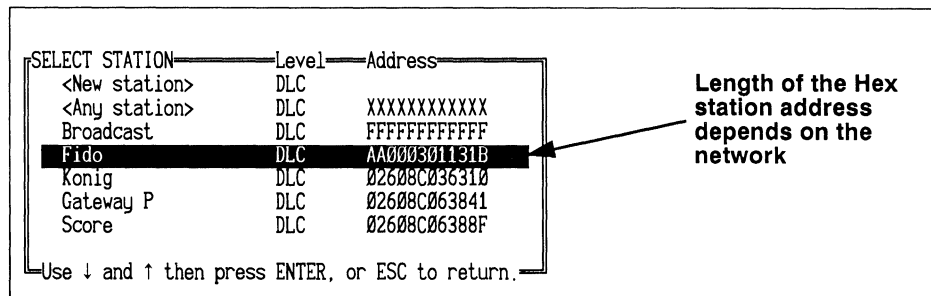 SELECT STATION Level Address
<New station> DLC
<Any station> DLC XXXXXXXXXXXX
Broadcast DLC FFFFFFFFFFFF
Fido DLC AA000301131B
Konig DLC 02608C036310
Gateway P DLC 02608C063841
Score DLC 02608C06388F
Use ↓ and ↑ then press ENTER, or ESC to return.
Length of the Hex
station address
depends on the
network